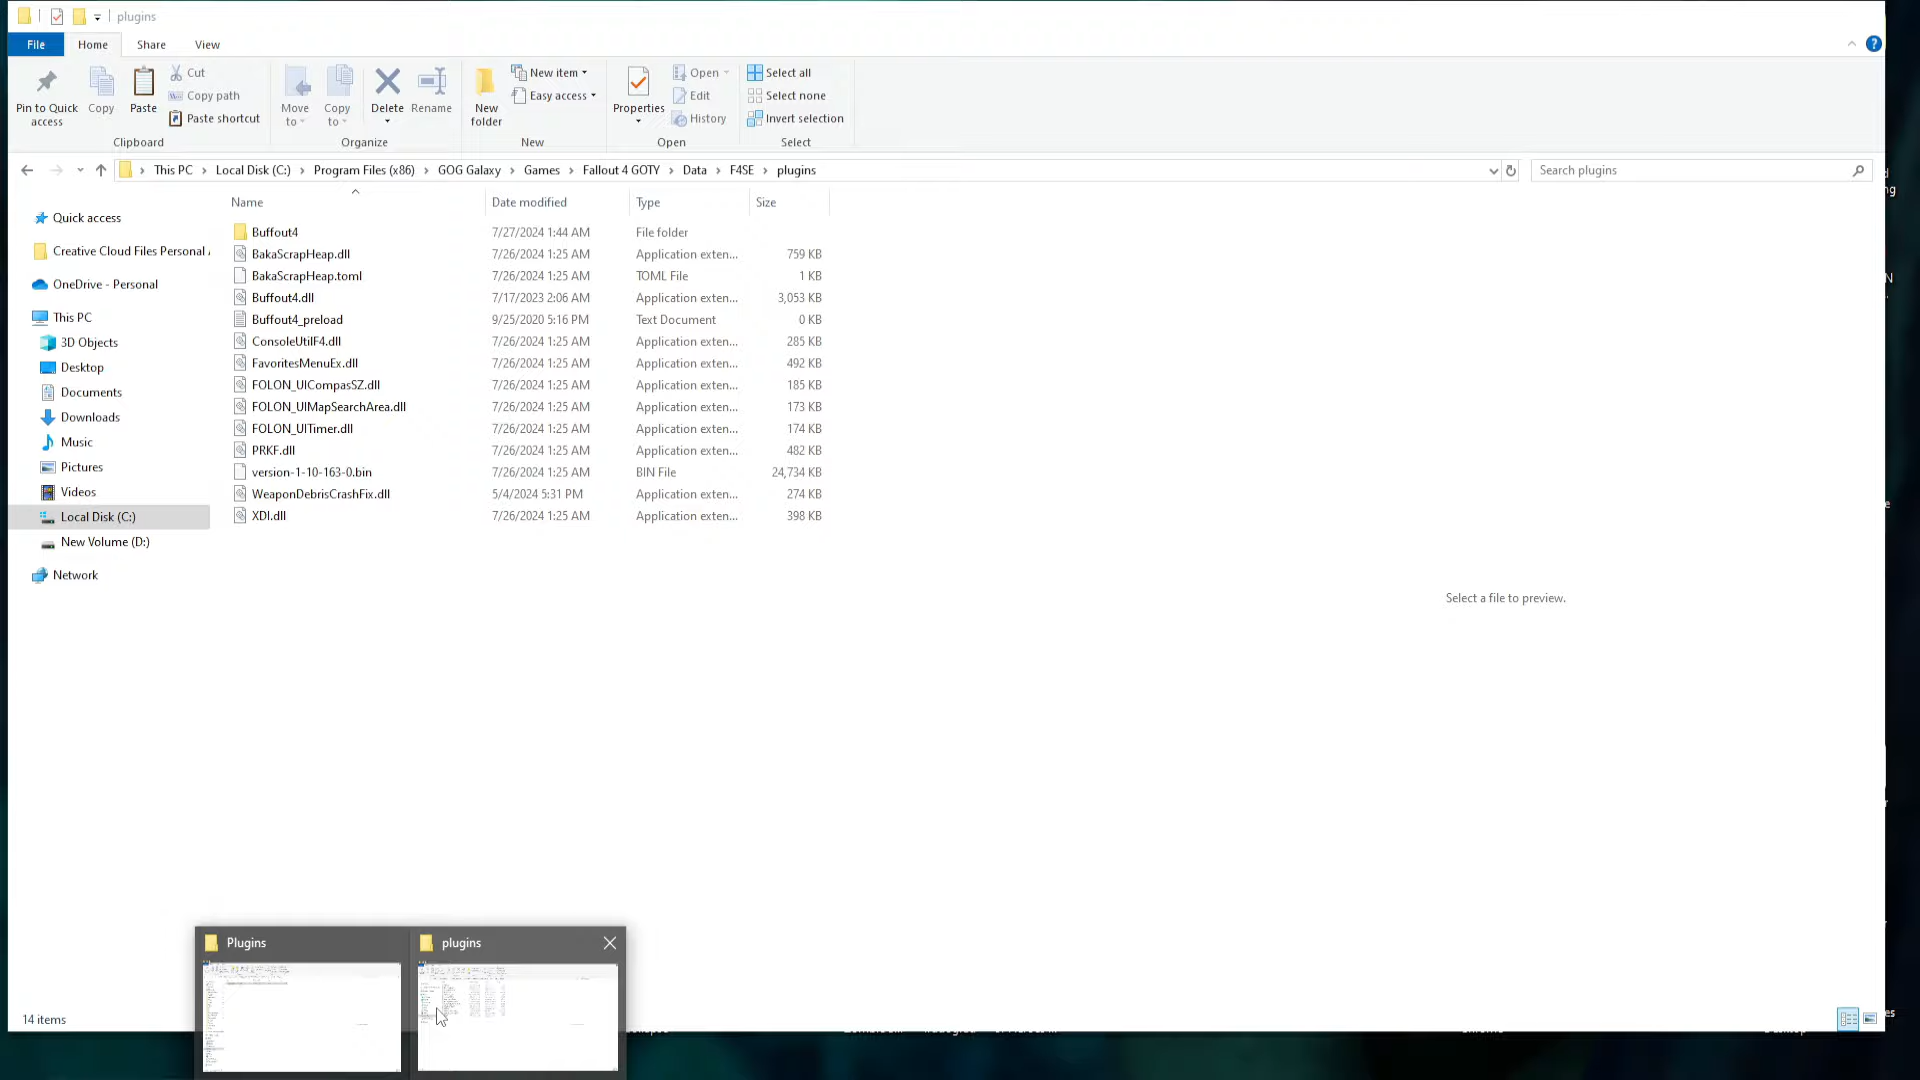 plugins
File Home Share View
Pin to Quick access
Copy
Paste
Cut
Copy path
Paste shortcut
Clipboard
Move to
Copy to
Delete
Rename
Organize
New folder
New item
Easy access
New
Properties
Open
Edit
History
Open
Select all
Select none
Invert selection
Select
This PC > Local Disk (C:) > Program Files (x86) > GOG Galaxy > Games > Fallout 4 GOTY > Data > F4SE > plugins
Search plugins
Quick access
Creative Cloud Files Personal
OneDrive - Personal
This PC
3D Objects
Desktop
Documents
Downloads
Music
Pictures
Videos
Local Disk (C:)
New Volume (D:)
Network
Name Date modified Type Size
Buffout4 7/27/2024 1:44 AM File folder
BakaScrapHeap.dll 7/26/2024 1:25 AM Application exten... 759 KB
BakaScrapHeap.toml 7/26/2024 1:25 AM TOML File 1 KB
Buffout4.dll 7/17/2023 2:06 AM Application exten... 3,053 KB
Buffout4_preload 9/25/2020 5:16 PM Text Document 0 KB
ConsoleUtilF4.dll 7/26/2024 1:25 AM Application exten... 285 KB
FavoritesMenuEx.dll 7/26/2024 1:25 AM Application exten... 492 KB
FOLON_UICompasSZ.dll 7/26/2024 1:25 AM Application exten... 185 KB
FOLON_UIMapSearchArea.dll 7/26/2024 1:25 AM Application exten... 173 KB
FOLON_UITimer.dll 7/26/2024 1:25 AM Application exten... 174 KB
PRKF.dll 7/26/2024 1:25 AM Application exten... 482 KB
version-1-10-163-0.bin 7/26/2024 1:25 AM BIN File 24,734 KB
WeaponDebrisCrashFix.dll 5/4/2024 5:31 PM Application exten... 274 KB
XDI.dll 7/26/2024 1:25 AM Application exten... 398 KB
Select a file to preview.
Plugins
plugins
14 items